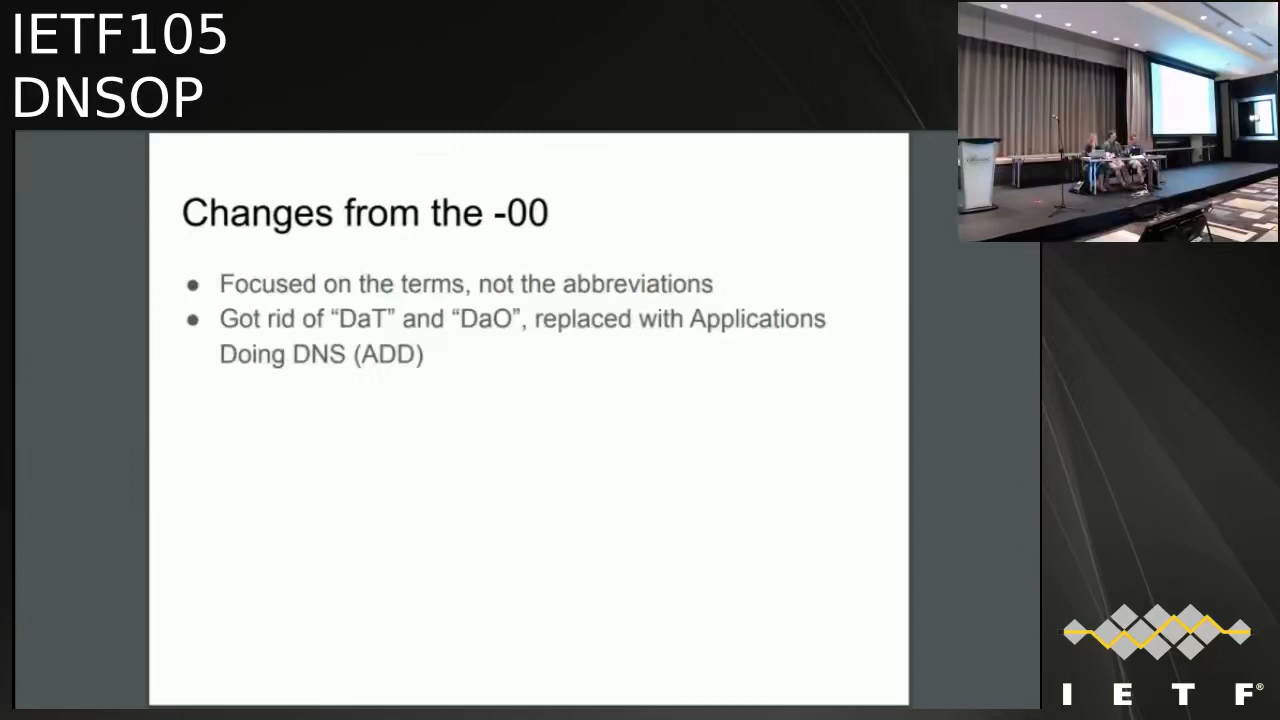 IETF105
DNSOP
Changes from the -00
● Focused on the terms, not the abbreviations
● Got rid of “DaT” and “DaO”, replaced with Applications
Doing DNS (ADD)
I E T F®